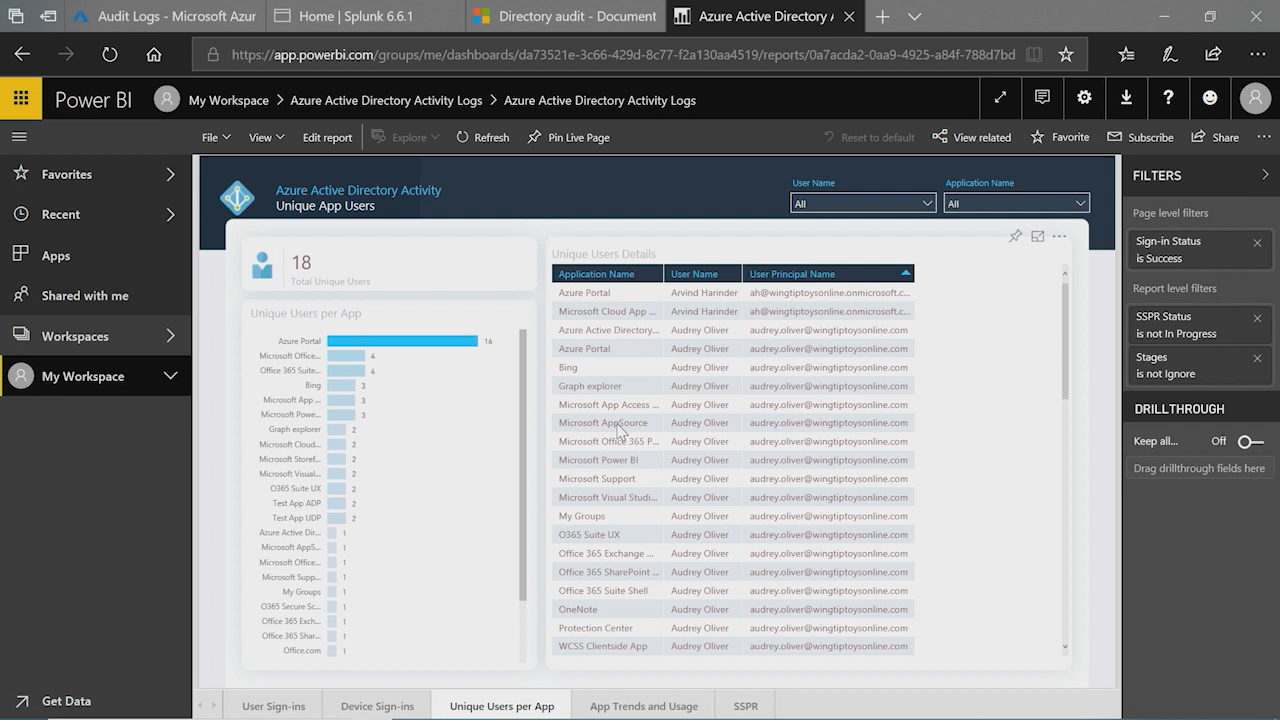 Audit Logs - Microsoft Azur
Home | Splunk 6.6.1
Directory audit - Document
Azure Active Directory A
https://app.powerbi.com/groups/me/dashboards/da73521e-3c66-429d-8c77-f2a130aa4519/reports/0a7acda2-0aa9-4925-a84f-788d7bd
Power BI
My Workspace > Azure Active Directory Activity Logs > Azure Active Directory Activity Logs
File View Edit report Explore Refresh Pin Live Page Reset to default View related Favorite Subscribe Share
Favorites
Recent
Apps
Shared with me
Workspaces
My Workspace
Get Data
Azure Active Directory Activity
Unique App Users
User Name
All
Application Name
All
18
Total Unique Users
Unique Users per App
Azure Portal 16
Microsoft Office... 4
Office 365 Suite... 4
Bing 3
Microsoft App ... 3
Microsoft Powe... 3
Graph explorer 2
Microsoft Cloud... 2
Microsoft Storef... 2
Microsoft Visual... 2
O365 Suite UX 2
Test App ADP 2
Test App UDP 2
Azure Active Dir... 1
Microsoft AppS... 1
Microsoft Office... 1
Microsoft Supp... 1
My Groups 1
O365 Secure Sc... 1
Office 365 Exch... 1
Office 365 Shar... 1
Office.com 1
Unique Users Details
Application Name User Name User Principal Name
Azure Portal Arvind Harinder ah@wingtiptoysonline.onmicrosoft.c...
Microsoft Cloud App ... Arvind Harinder ah@wingtiptoysonline.onmicrosoft.c...
Azure Active Directory... Audrey Oliver audrey.oliver@wingtiptoysonline.com
Azure Portal Audrey Oliver audrey.oliver@wingtiptoysonline.com
Bing Audrey Oliver audrey.oliver@wingtiptoysonline.com
Graph explorer Audrey Oliver audrey.oliver@wingtiptoysonline.com
Microsoft App Access ... Audrey Oliver audrey.oliver@wingtiptoysonline.com
Microsoft AppSource Audrey Oliver audrey.oliver@wingtiptoysonline.com
Microsoft Office 365 P... Audrey Oliver audrey.oliver@wingtiptoysonline.com
Microsoft Power BI Audrey Oliver audrey.oliver@wingtiptoysonline.com
Microsoft Support Audrey Oliver audrey.oliver@wingtiptoysonline.com
Microsoft Visual Studi... Audrey Oliver audrey.oliver@wingtiptoysonline.com
My Groups Audrey Oliver audrey.oliver@wingtiptoysonline.com
O365 Suite UX Audrey Oliver audrey.oliver@wingtiptoysonline.com
Office 365 Exchange ... Audrey Oliver audrey.oliver@wingtiptoysonline.com
Office 365 SharePoint ... Audrey Oliver audrey.oliver@wingtiptoysonline.com
Office 365 Suite Shell Audrey Oliver audrey.oliver@wingtiptoysonline.com
OneNote Audrey Oliver audrey.oliver@wingtiptoysonline.com
Protection Center Audrey Oliver audrey.oliver@wingtiptoysonline.com
WCSS Clientside App Audrey Oliver audrey.oliver@wingtiptoysonline.com
FILTERS
Page level filters
Sign-in Status
is Success
Report level filters
SSPR Status
is not In Progress
Stages
is not Ignore
DRILLTHROUGH
Keep all... Off
Drag drillthrough fields here
User Sign-ins Device Sign-ins Unique Users per App App Trends and Usage SSPR